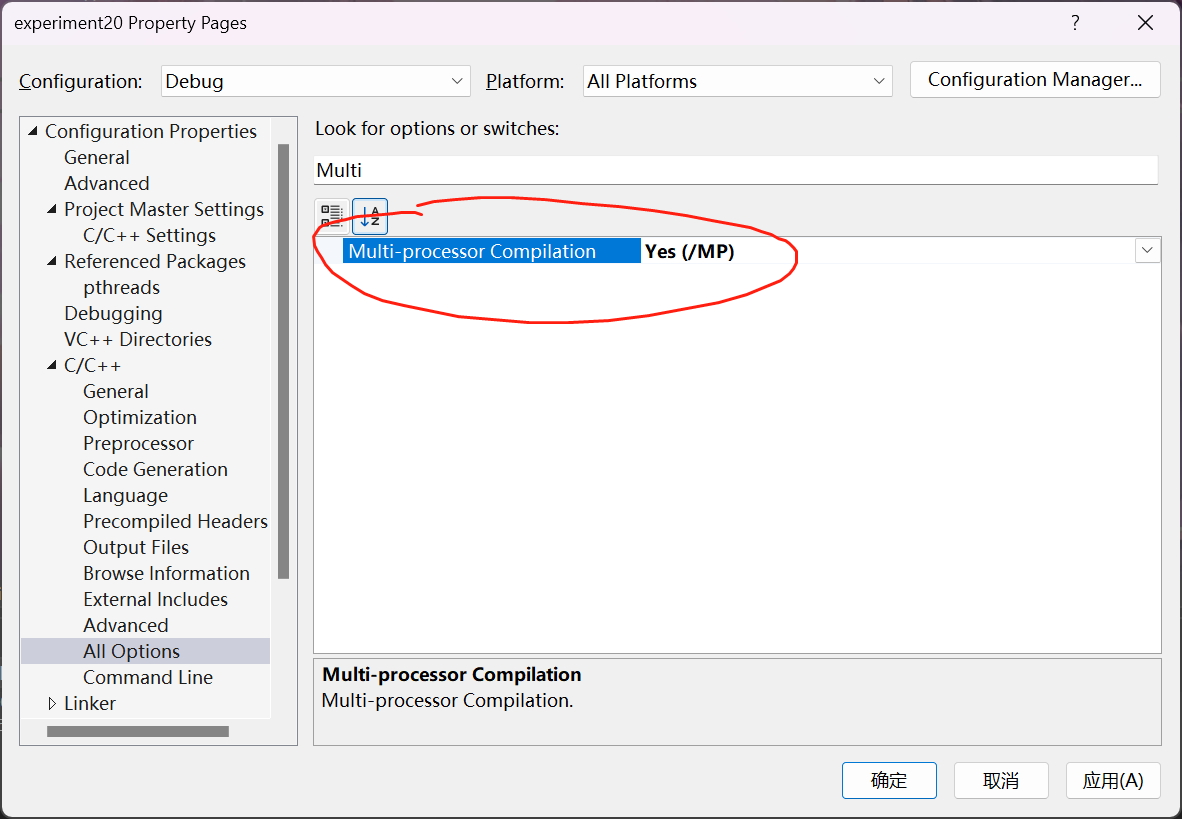 experiment20 Property Pages
?
Configuration: Debug Platform: All Platforms Configuration Manager...
Configuration Properties
General
Advanced
Project Master Settings
C/C++ Settings
Referenced Packages
pthreads
Debugging
VC++ Directories
C/C++
General
Optimization
Preprocessor
Code Generation
Language
Precompiled Headers
Output Files
Browse Information
External Includes
Advanced
All Options
Command Line
Linker
Look for options or switches:
Multi
AZ
Multi-processor Compilation Yes (/MP)
Multi-processor Compilation
Multi-processor Compilation.
确定 取消 应用(A)